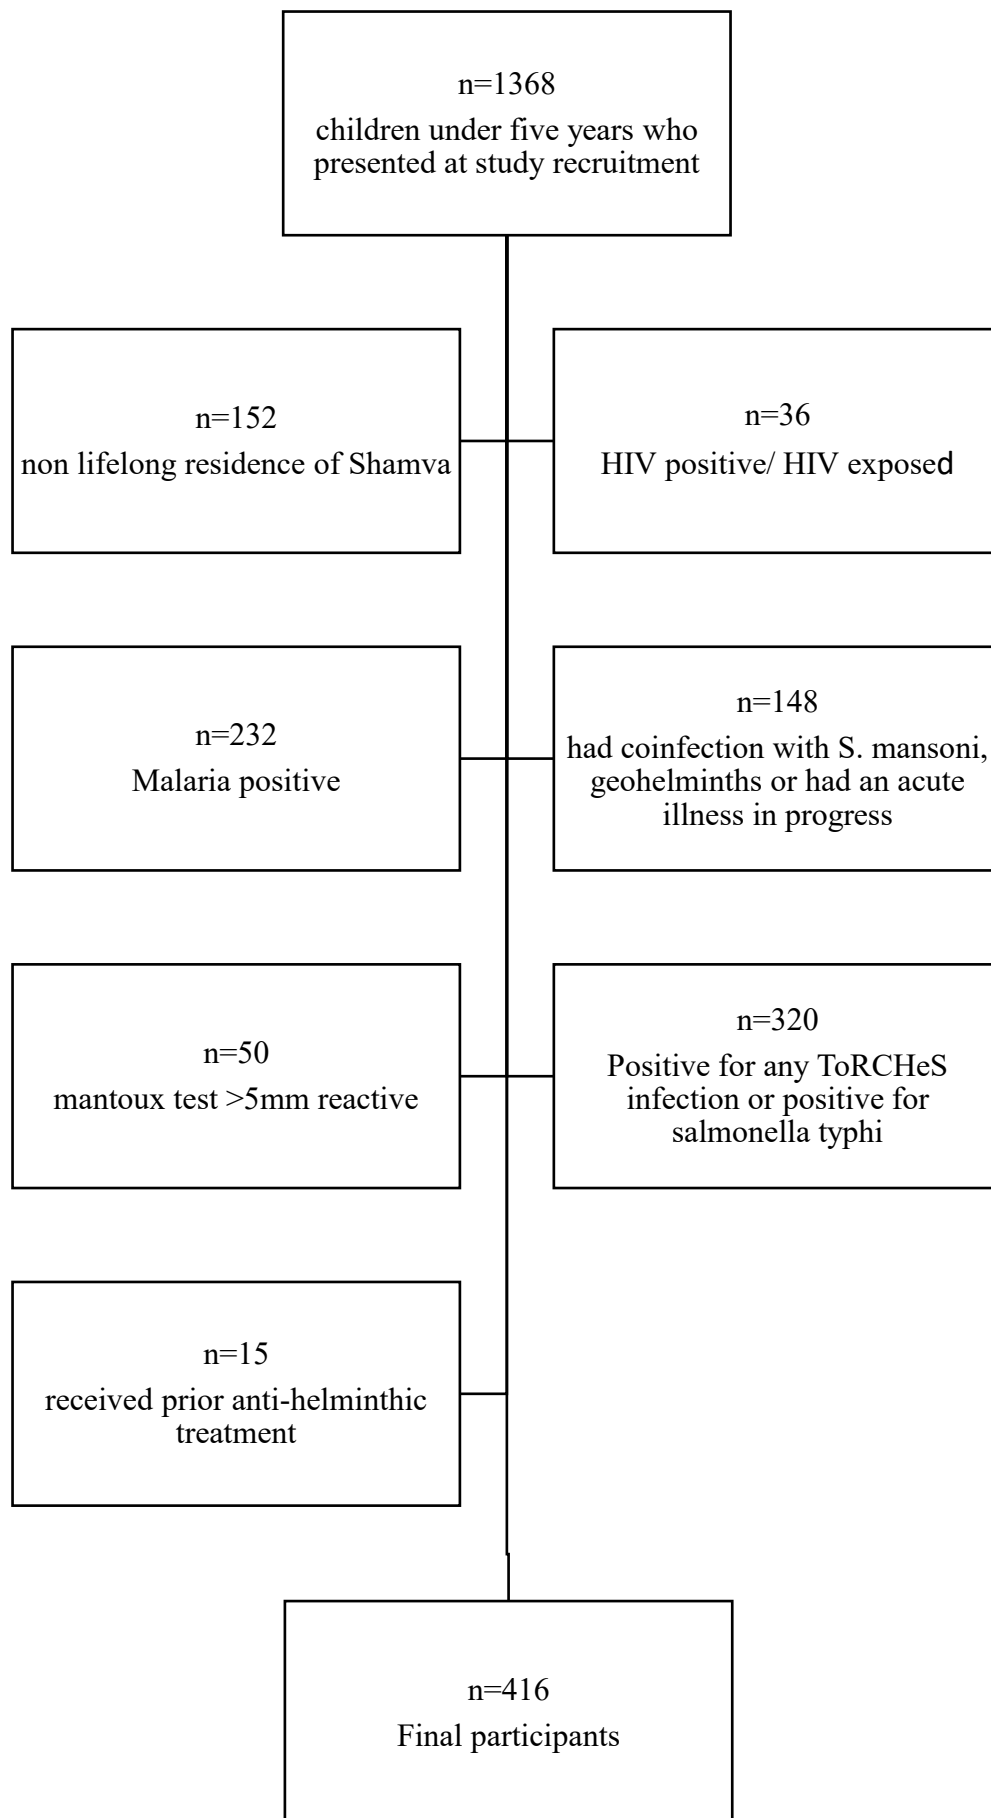 n=1368
children under five years who
presented at study recruitment
n=152
non lifelong residence of Shamva
n=36
HIV positive/ HIV exposed
n=232
Malaria positive
n=148
had coinfection with S. mansoni,
geohelminths or had an acute
illness in progress
n=50
mantoux test >5mm reactive
n=320
Positive for any ToRCHeS
infection or positive for
salmonella typhi
n=15
received prior anti-helminthic
treatment
n=416
Final participants